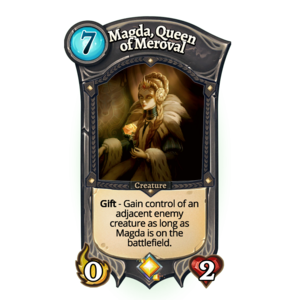 7
Magda, Queen
of Meroval
Creature
Gift - Gain control of an
adjacent enemy
creature as long as
Magda is on the
battlefield.
0
2